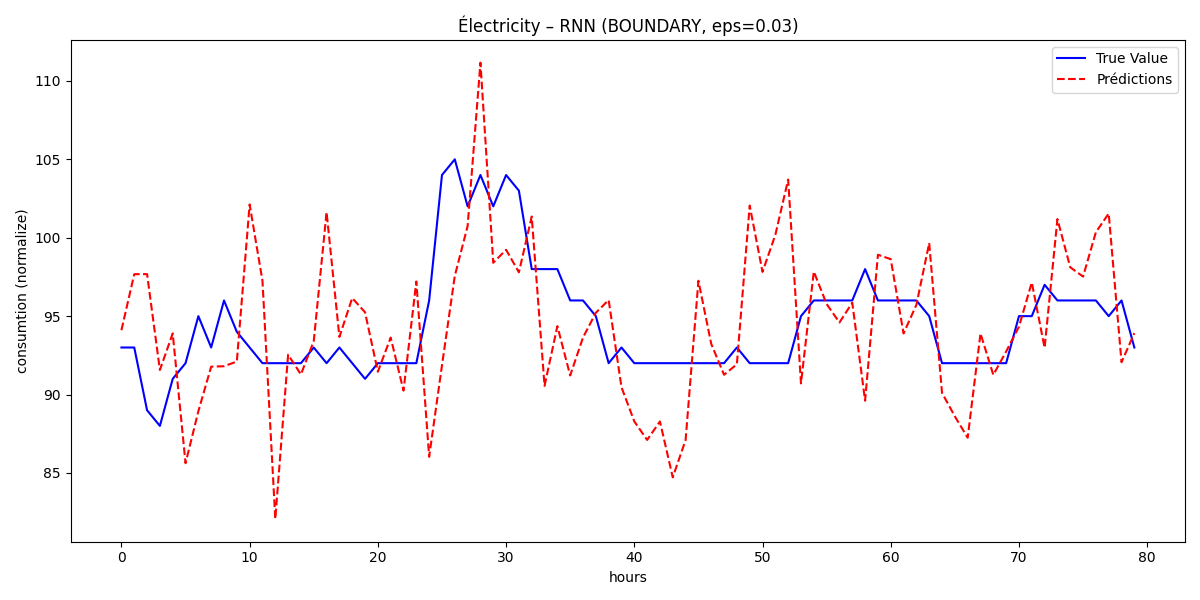 Électricity – RNN (BOUNDARY, eps=0.03)
True Value
Prédictions
consumtion (normalize)
110
105
100
95
90
85
0 10 20 30 40 50 60 70 80
hours